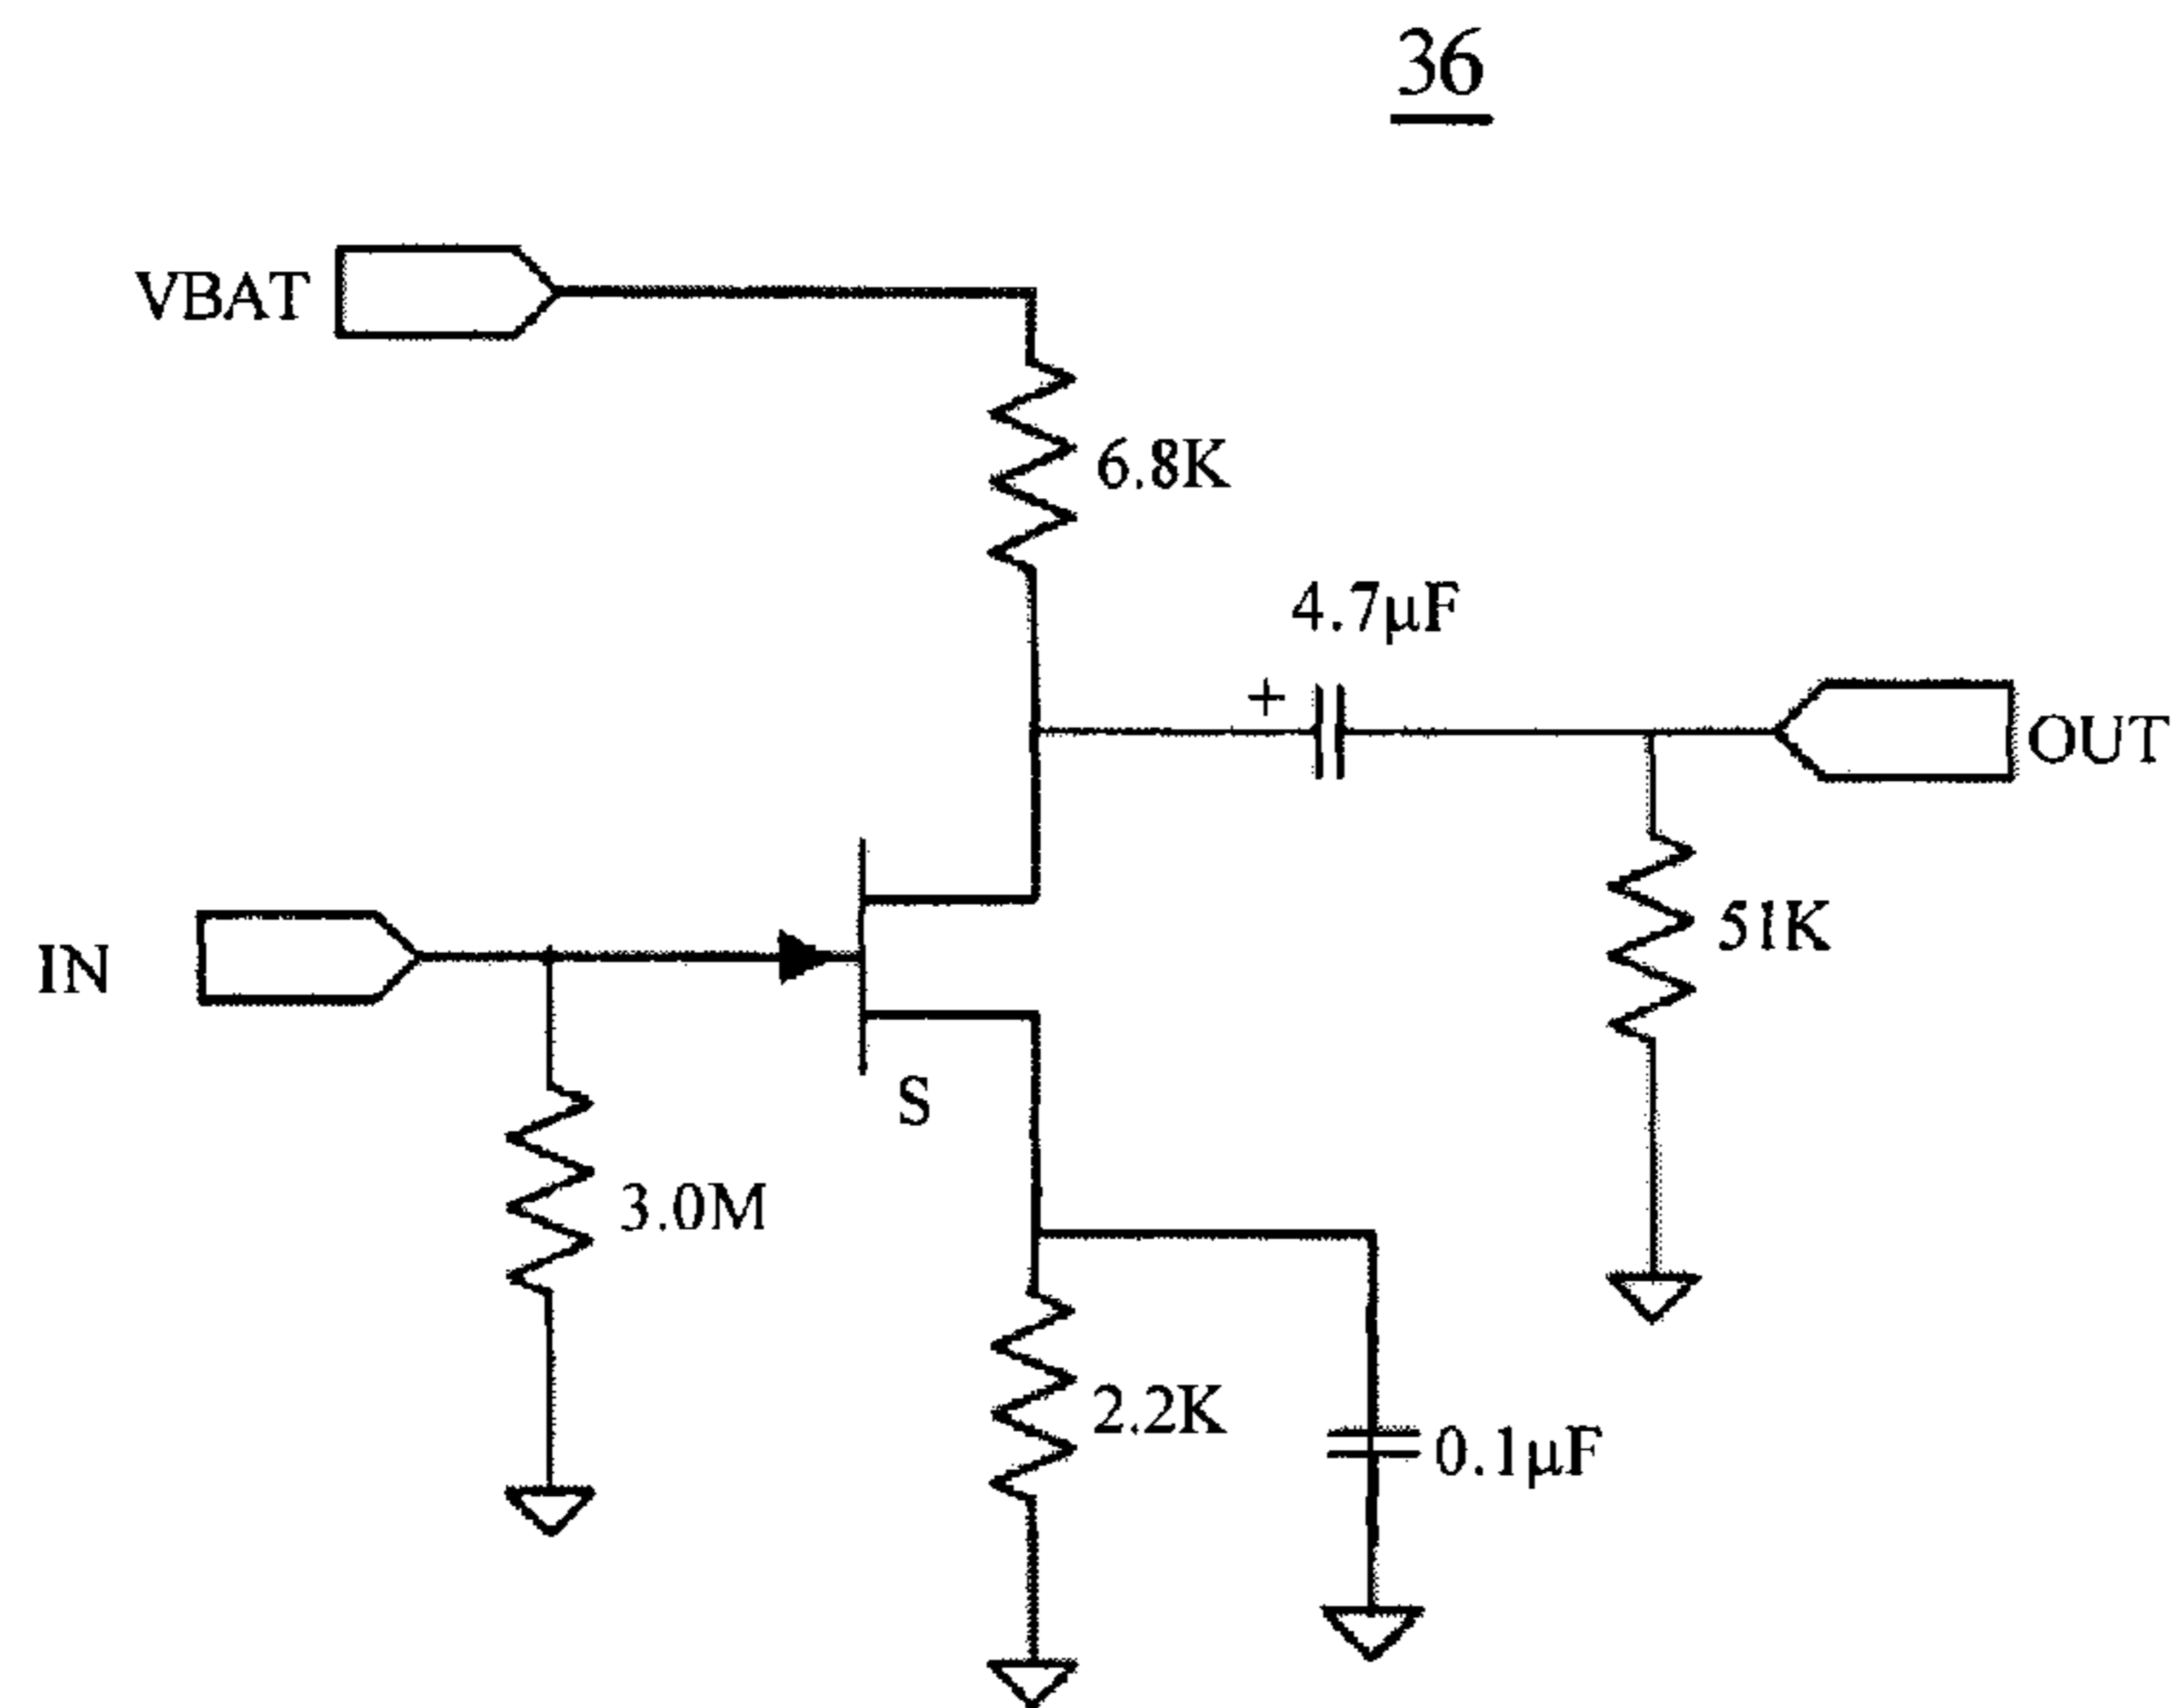 36
VBAT
6.8K
4.7µF
+
OUT
IN
51K
S
3.0M
2.2K
0.1µF